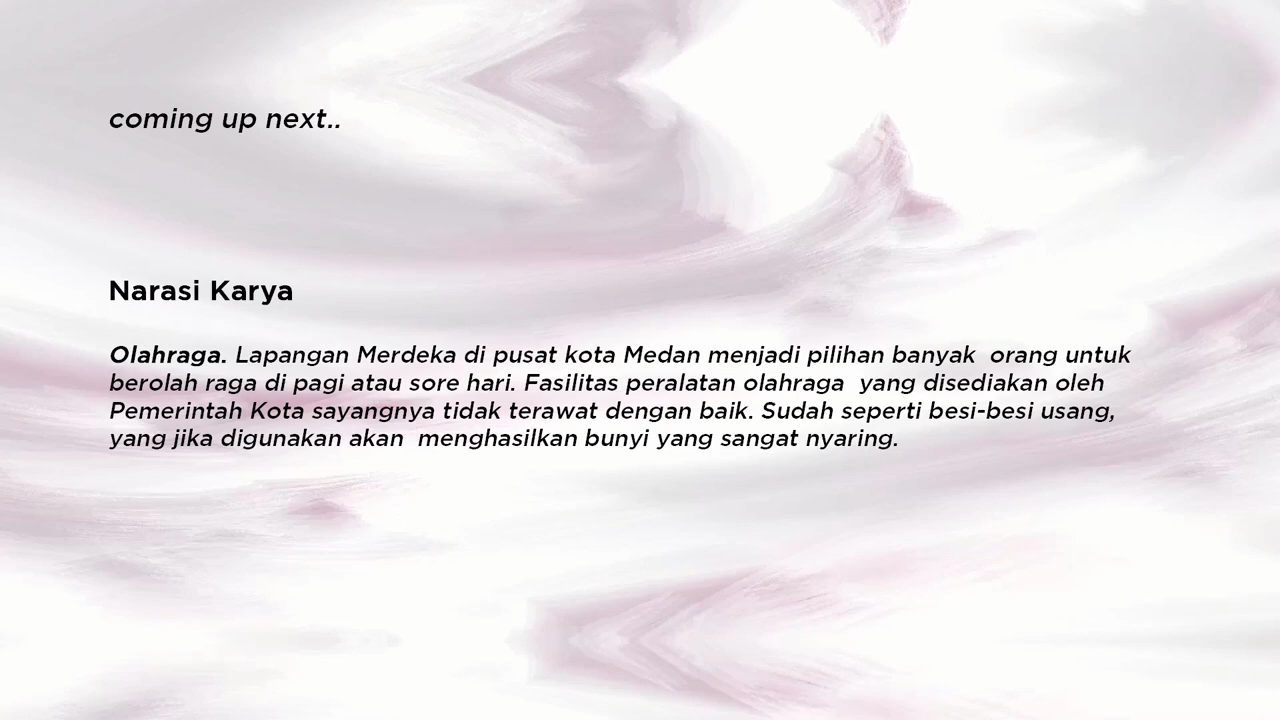 coming up next..
Narasi Karya
Olahraga. Lapangan Merdeka di pusat kota Medan menjadi pilihan banyak  orang untuk
berolah raga di pagi atau sore hari. Fasilitas peralatan olahraga  yang disediakan oleh
Pemerintah Kota sayangnya tidak terawat dengan baik. Sudah seperti besi-besi usang,
yang jika digunakan akan  menghasilkan bunyi yang sangat nyaring.